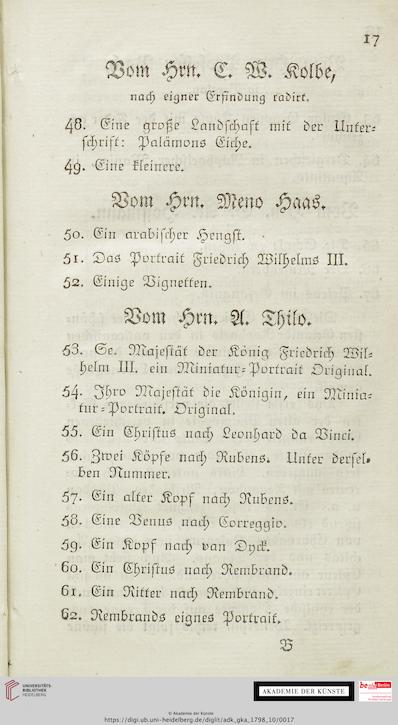 17
Vom Hrn. C. W. Kolbe,
nach eigner Erfindung radirt.
48. Eine große Landschaft mit der Unter-
schrift: Palämons Eiche.
49. Eine kleinere.
Vom Hrn. Meno Haas.
50. Ein arabischer Hengst.
51. Das Portrait Friedrich Wilhelms III.
52. Einige Vignetten.
Vom Hrn. A. Thilo.
53. Se. Majestät der König Friedrich Wil-
helm III. ein Miniatur-Portrait Original.
54. Ihro Majestät die Königin, ein Minia-
tur-Portrait. Original.
55. Ein Christus nach Leonhard da Vinci.
56. Zwei Köpfe nach Rubens. Unter dersel-
ben Nummer.
57. Ein alter Kopf nach Rubens.
58. Eine Venus nach Correggio.
59. Ein Kopf nach van Dyck.
60. Ein Christus nach Rembrand.
61. Ein Ritter nach Rembrand.
62. Rembrands eignes Portrait.
B
UNIVERSITÄTS-
BIBLIOTHEK
HEIDELBERG
AKADEMIE DER KÜNSTE
be Berlin
© Akademie der Künste
https://digi.ub.uni-heidelberg.de/diglit/adk_gka_1798_10/0017